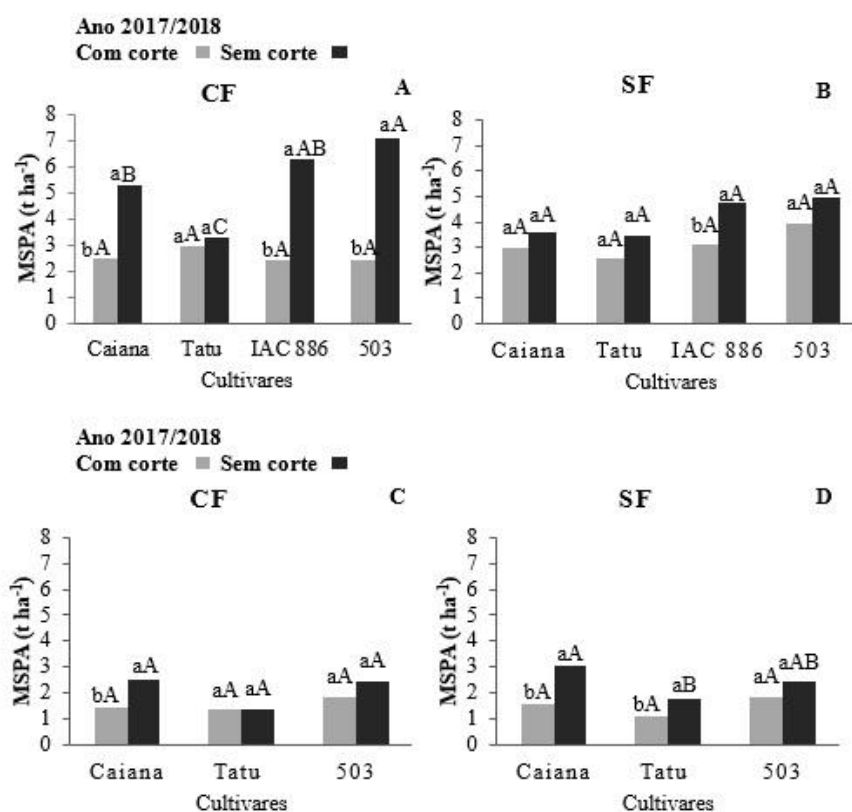 Ano 2017/2018
Com corte Sem corte
CF A
MSPA (t ha-1)
8
7
6
5
4
3
2
1
0
bA aB aA aC bA aAB bA aA
Caiana Tatu IAC 886 503
Cultivares
SF B
MSPA (t ha-1)
8
7
6
5
4
3
2
1
0
aA aA aA aA bA aA aA aA
Caiana Tatu IAC 886 503
Cultivares
Ano 2017/2018
Com corte Sem corte
CF C
MSPA (t ha-1)
8
7
6
5
4
3
2
1
0
bA aA aA aA aA aA
Caiana Tatu 503
Cultivares
SF D
MSPA (t ha-1)
8
7
6
5
4
3
2
1
0
bA aA bA aB aA aAB
Caiana Tatu 503
Cultivares